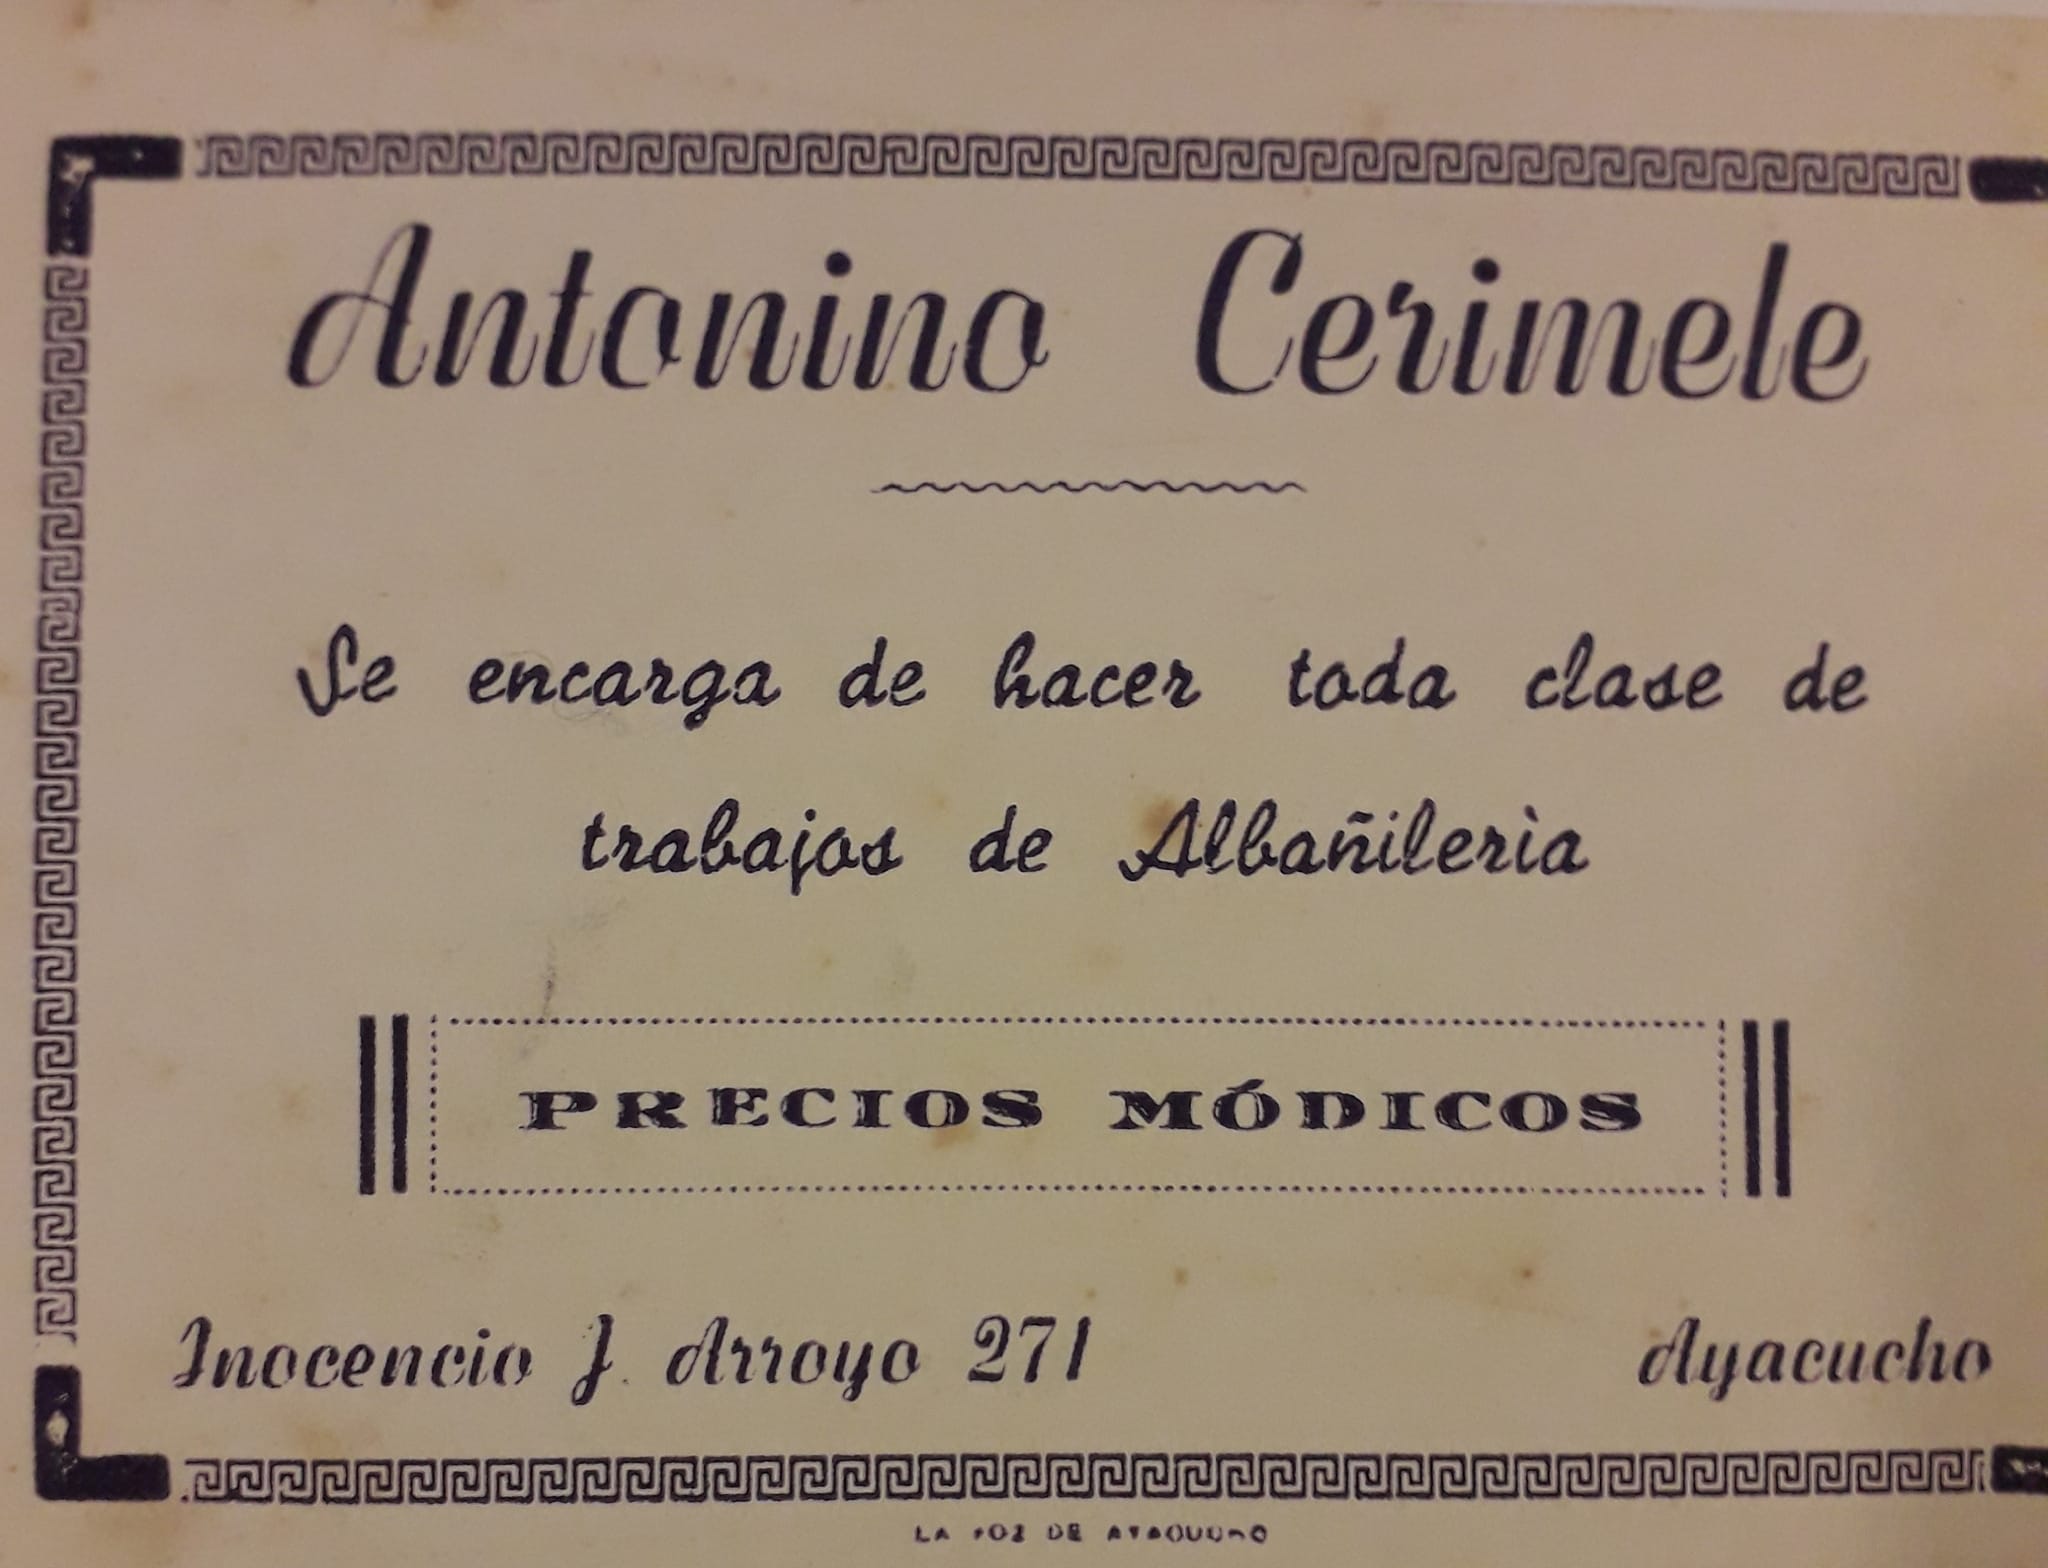 Antonino Cerimele
Se encarga de hacer toda clase de
trabajos de Albañilerìa
PRECIOS MÓDICOS
Inocencio J. Arroyo 271 Ayacucho
LA VOZ DE AYACUCHO